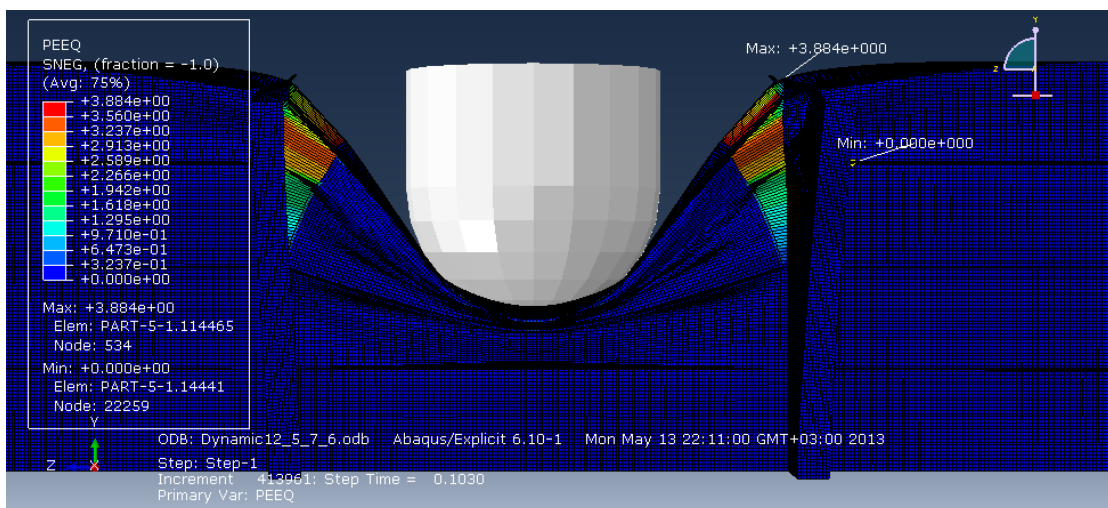 PEEQ
SNEG, (fraction = -1.0)
(Avg: 75%)
+3.884e+00
+3.560e+00
+3.237e+00
+2.913e+00
+2.589e+00
+2.266e+00
+1.942e+00
+1.618e+00
+1.295e+00
+9.710e-01
+6.473e-01
+3.237e-01
+0.000e+00
Max: +3.884e+00
Elem: PART-5-1.114465
Node: 534
Min: +0.000e+00
Elem: PART-5-1.14441
Node: 22259
Max: +3.884e+000
Min: +0.000e+000
Y
Z
Y
Z
X
ODB: Dynamic12_5_7_6.odb Abaqus/Explicit 6.10-1 Mon May 13 22:11:00 GMT+03:00 2013
Step: Step-1
Increment 413961: Step Time = 0.1030
Primary Var: PEEQ